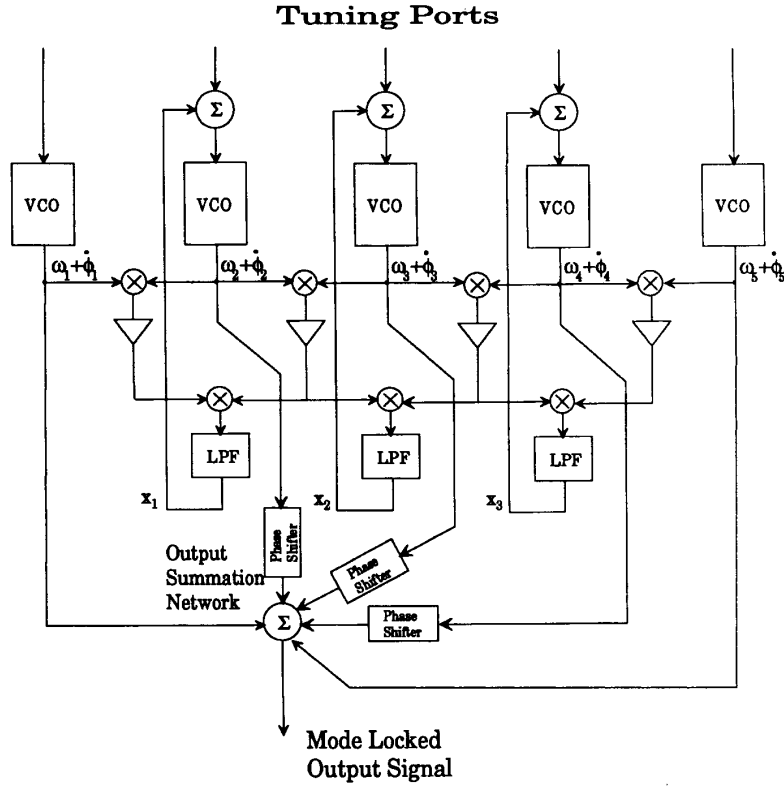 Tuning Ports
Σ Σ Σ
VCO VCO VCO VCO VCO
ω₁+ϕ̇₁ ω₂+ϕ̇₂ ω₃+ϕ̇₃ ω₄+ϕ̇₄ ω₅+ϕ̇₅
LPF LPF LPF
x₁ x₂ x₃
Phase
Shifter
Output
Summation
Network
Phase
Shifter
Phase
Shifter
Σ
Mode Locked
Output Signal